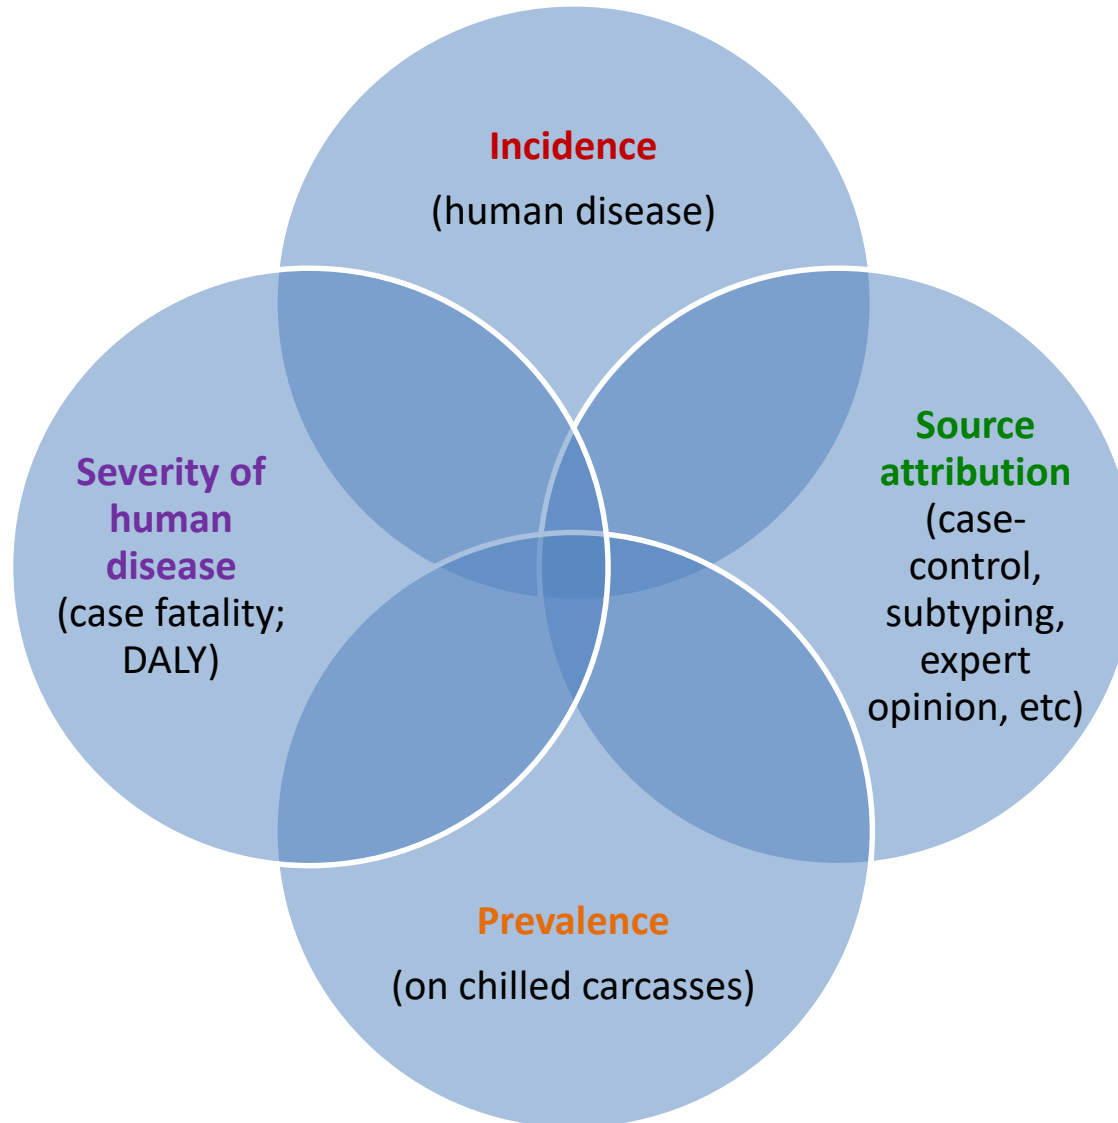 Incidence
(human disease)
Severity of
human
disease
(case fatality;
DALY)
Source
attribution
(case-
control,
subtyping,
expert
opinion, etc)
Prevalence
(on chilled carcasses)